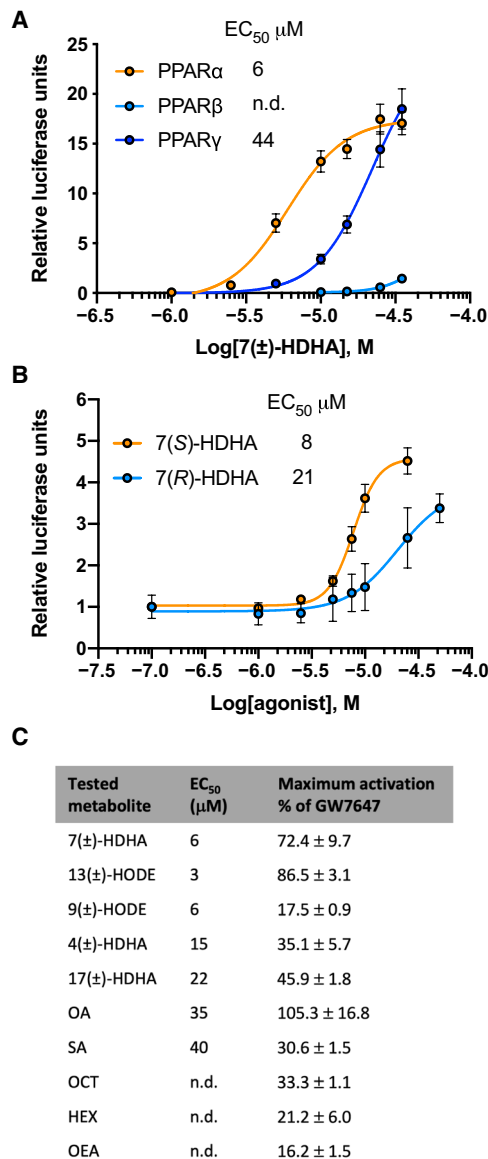 A
EC50 μM
PPARα 6
PPARβ n.d.
PPARγ 44
Relative luciferase units
25
20
15
10
5
0
−6.5 −6.0 −5.5 −5.0 −4.5 −4.0
Log[7(±)-HDHA], M
B
EC50 μM
7(S)-HDHA 8
7(R)-HDHA 21
Relative luciferase units
6
5
4
3
2
1
0
−7.5 −7.0 −6.5 −6.0 −5.5 −5.0 −4.5 −4.0
Log[agonist], M
C
Tested EC50 Maximum activation
metabolite (μM) % of GW7647
7(±)-HDHA 6 72.4 ± 9.7
13(±)-HODE 3 86.5 ± 3.1
9(±)-HODE 6 17.5 ± 0.9
4(±)-HDHA 15 35.1 ± 5.7
17(±)-HDHA 22 45.9 ± 1.8
OA 35 105.3 ± 16.8
SA 40 30.6 ± 1.5
OCT n.d. 33.3 ± 1.1
HEX n.d. 21.2 ± 6.0
OEA n.d. 16.2 ± 1.5